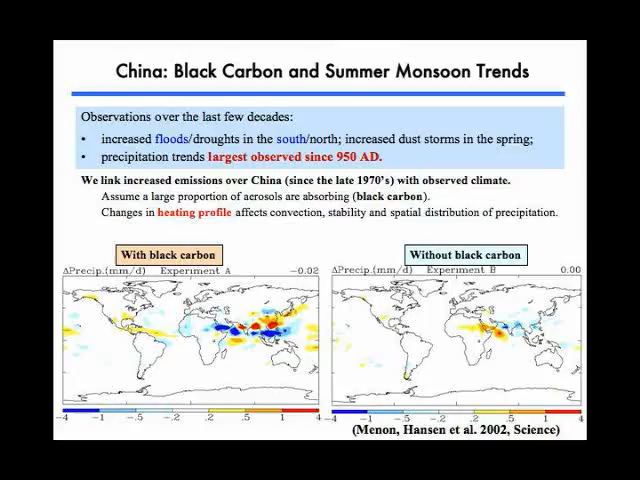 China: Black Carbon and Summer Monsoon Trends
Observations over the last few decades:
• increased floods/droughts in the south/north; increased dust storms in the spring;
• precipitation trends largest observed since 950 AD.
We link increased emissions over China (since the late 1970's) with observed climate.
Assume a large proportion of aerosols are absorbing (black carbon).
Changes in heating profile affects convection, stability and spatial distribution of precipitation.
With black carbon
Without black carbon
ΔPrecip.(mm/d) Experiment A -0.02
ΔPrecip.(mm/d) Experiment B 0.00
-4 -1 -.5 -.2 .2 .5 1 4
-4 -1 -.5 -.2 .2 .5 1 4
(Menon, Hansen et al. 2002, Science)